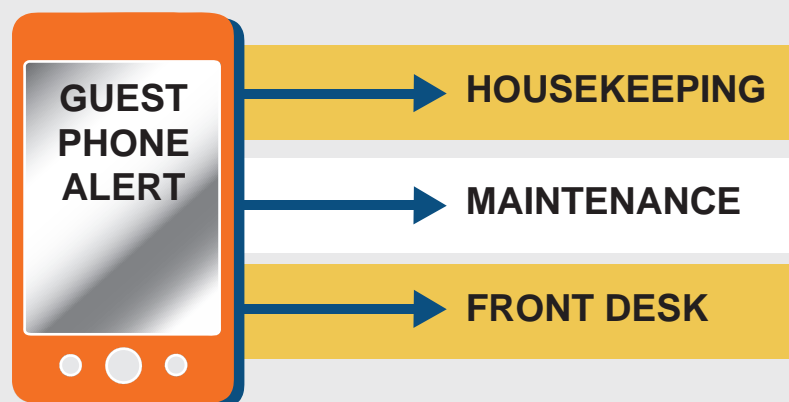 GUEST
PHONE
ALERT
HOUSEKEEPING
MAINTENANCE
FRONT DESK